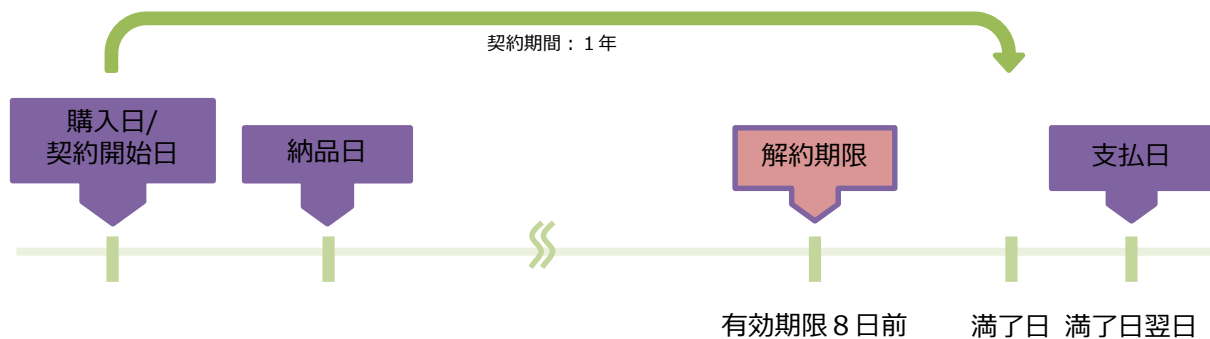 契約期間：１年
購入日/
契約開始日
納品日
解約期限
支払日
有効期限８日前
満了日
満了日翌日